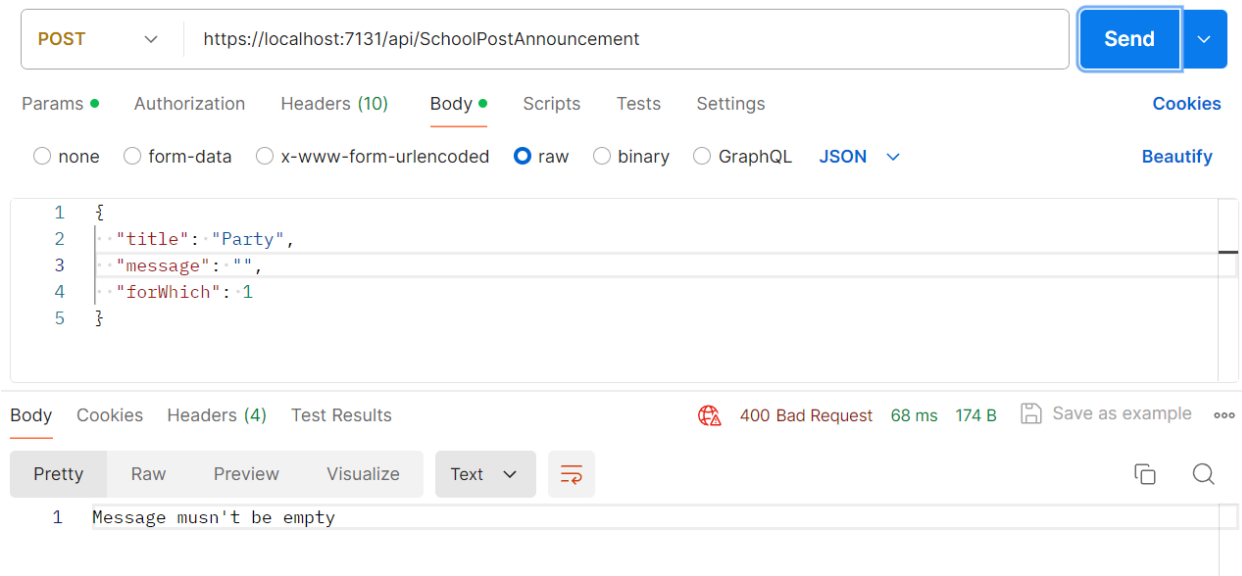 POST https://localhost:7131/api/SchoolPostAnnouncement Send
Params Authorization Headers (10) Body Scripts Tests Settings Cookies
none form-data x-www-form-urlencoded raw binary GraphQL JSON Beautify
1 {
2 "title": "Party",
3 "message": "",
4 "forWhich": 1
5 }
Body Cookies Headers (4) Test Results 400 Bad Request 68 ms 174 B Save as example
Pretty Raw Preview Visualize Text
1 Message musn't be empty